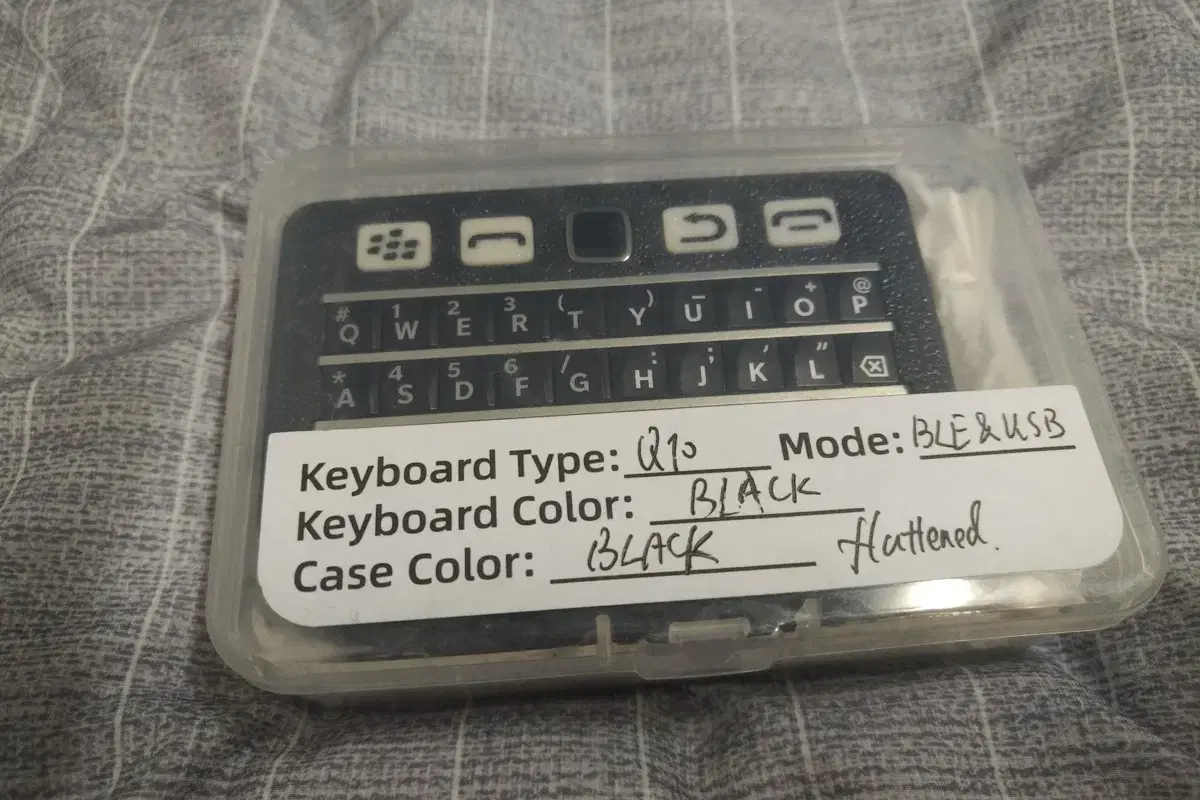 # 1 2 3 ( ) _ - + @
Q W E R T Y U I O P
* 4 5 6 / : ; ' "
A S D F G H J K L
Keyboard Type: Q10 Mode: BLE & USB
Keyboard Color: BLACK
Case Color: BLACK flattened.